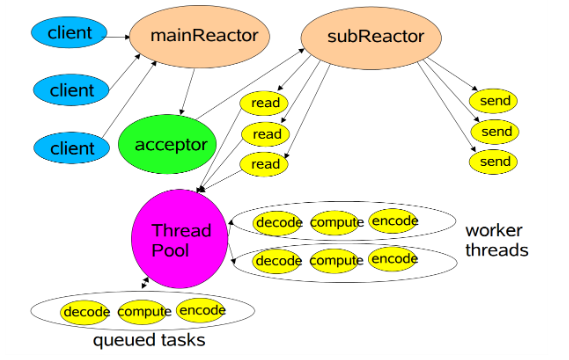 client
mainReactor
subReactor
client
read
send
read
send
client
acceptor
read
send
Thread
Pool
decode compute encode
worker
threads
decode compute encode
decode compute encode
queued tasks